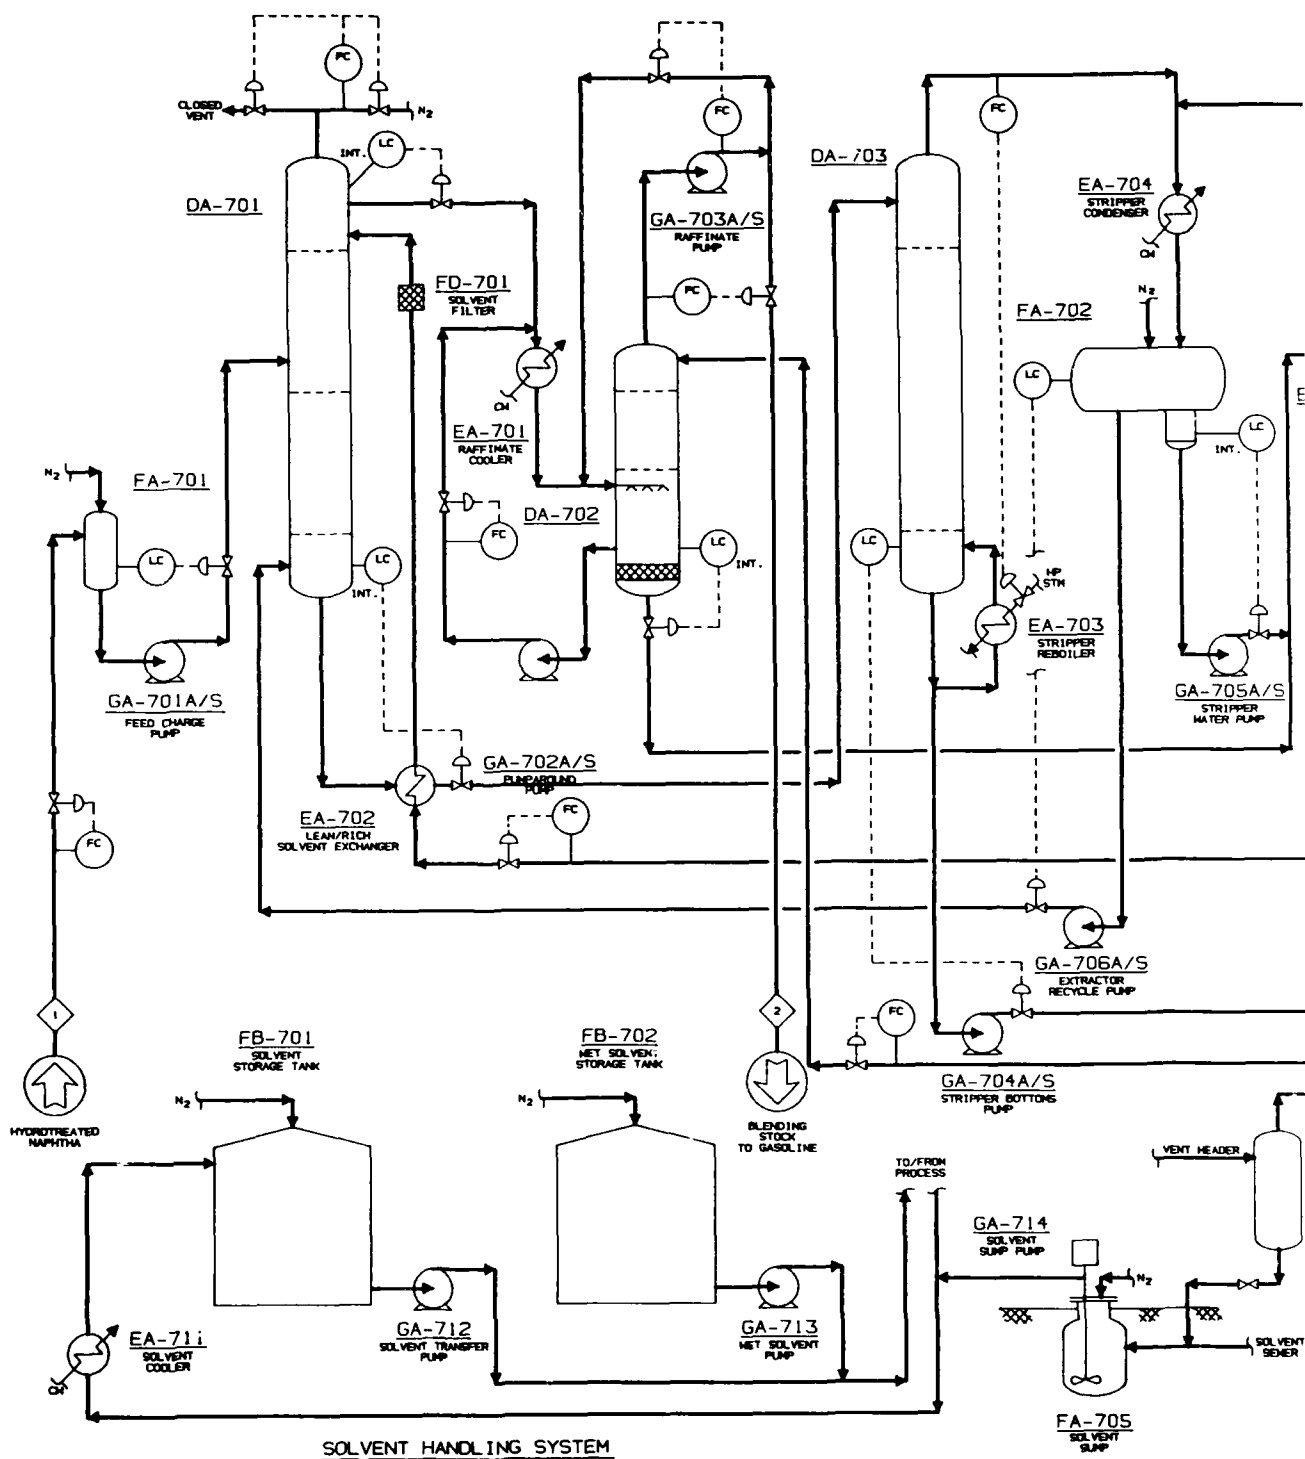 PC
CLOSED
VENT
N2
INT.
LC
FC
DA-701
DA-703
EA-704
STRIPPER
CONDENSER
CW
GA-703A/S
RAFFINATE
PUMP
FD-701
SOLVENT
FILTER
PC
N2
FA-702
LC
CW
EA-701
RAFFINATE
COOLER
LC
INT.
N2
FA-701
DA-702
FC
LC
LC
INT.
LC
INT.
LC
HP
STM
EA-703
STRIPPER
REBOILER
GA-701A/S
FEED CHARGE
PUMP
GA-705A/S
STRIPPER
WATER PUMP
GA-702A/S
PUMPAROUND
PUMP
EA-702
LEAN/RICH
SOLVENT EXCHANGER
FC
FC
GA-706A/S
EXTRACTOR
RECYCLE PUMP
1
2
FC
FB-701
SOLVENT
STORAGE TANK
FB-702
WET SOLVENT
STORAGE TANK
GA-704A/S
STRIPPER BOTTOMS
PUMP
N2
N2
HYDROTREATED
NAPHTHA
BLENDING
STOCK
TO GASOLINE
TO/FROM
PROCESS
VENT HEADER
GA-714
SOLVENT
SUMP PUMP
N2
GA-712
SOLVENT TRANSFER
PUMP
GA-713
WET SOLVENT
PUMP
EA-711
SOLVENT
COOLER
SOLVENT
SEWER
FA-705
SOLVENT
SUMP
SOLVENT HANDLING SYSTEM